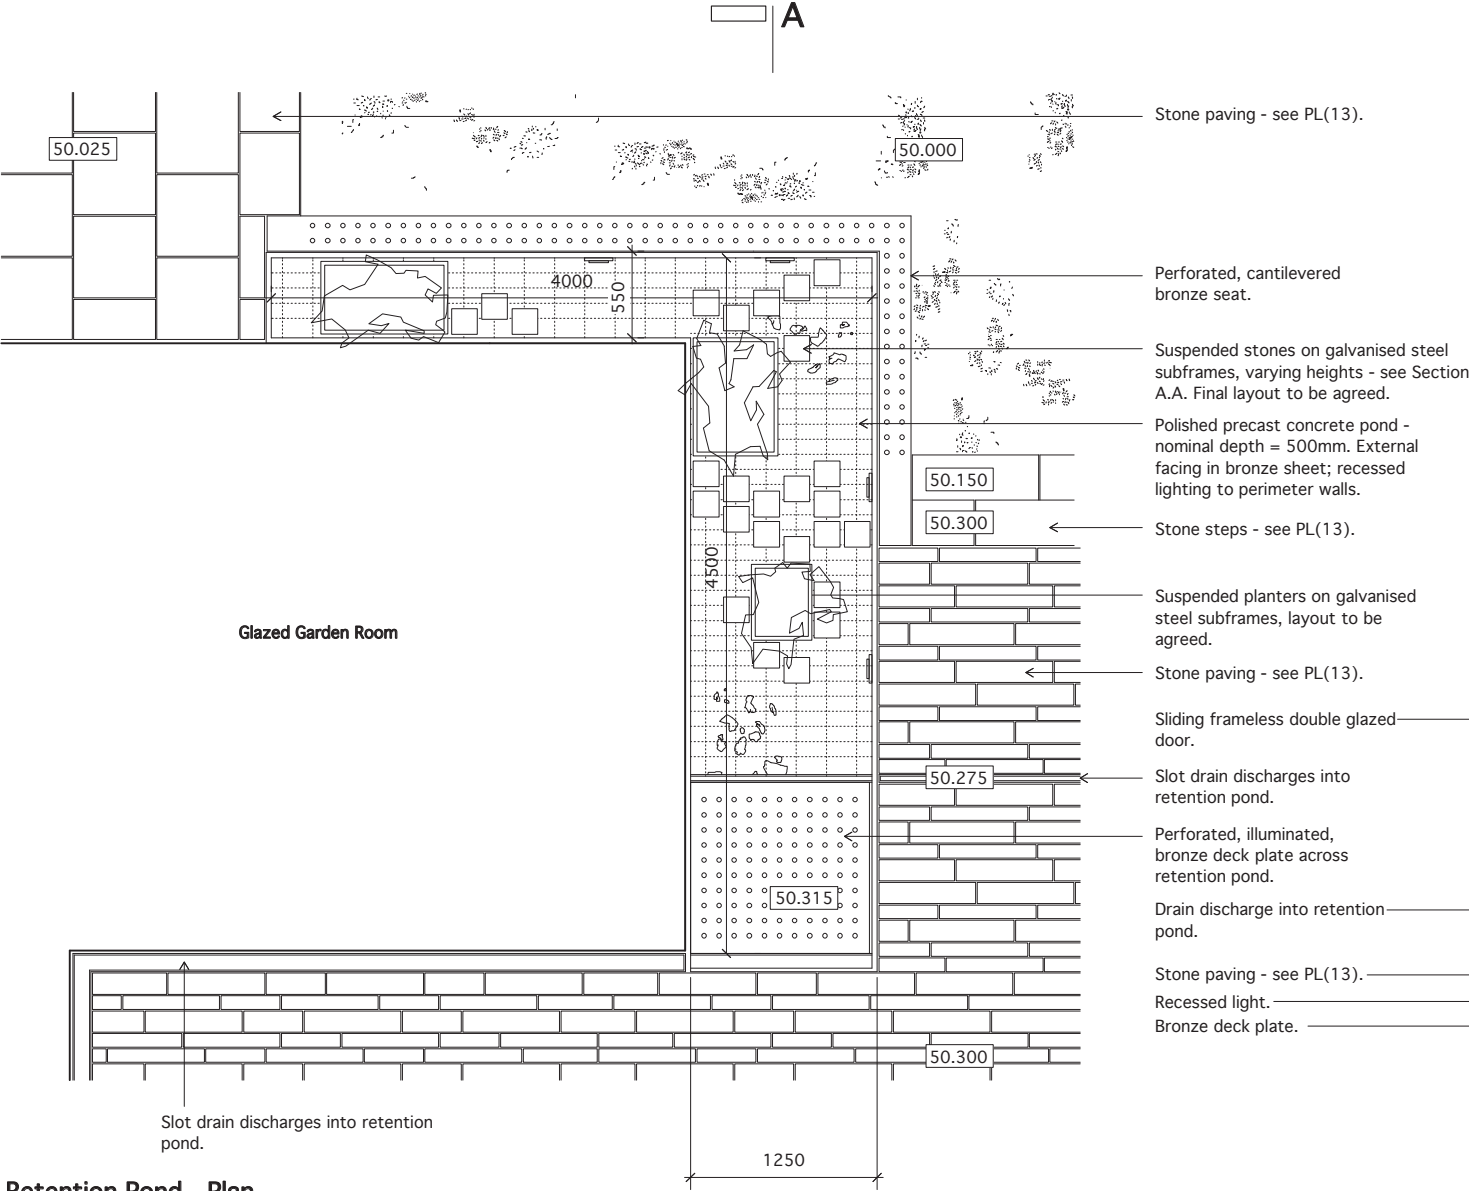 A
Stone paving - see PL(13).
50.025
50.000
Perforated, cantilevered
bronze seat.
4000
550
Suspended stones on galvanised steel
subframes, varying heights - see Section
A.A. Final layout to be agreed.
Polished precast concrete pond -
nominal depth = 500mm. External
facing in bronze sheet; recessed
lighting to perimeter walls.
50.150
50.300
Stone steps - see PL(13).
4500
Suspended planters on galvanised
steel subframes, layout to be
agreed.
Glazed Garden Room
Stone paving - see PL(13).
Sliding frameless double glazed
door.
50.275
Slot drain discharges into
retention pond.
Perforated, illuminated,
bronze deck plate across
retention pond.
50.315
Drain discharge into retention
pond.
Stone paving - see PL(13).
Recessed light.
Bronze deck plate.
50.300
Slot drain discharges into retention
pond.
1250
Retention Pond - Plan